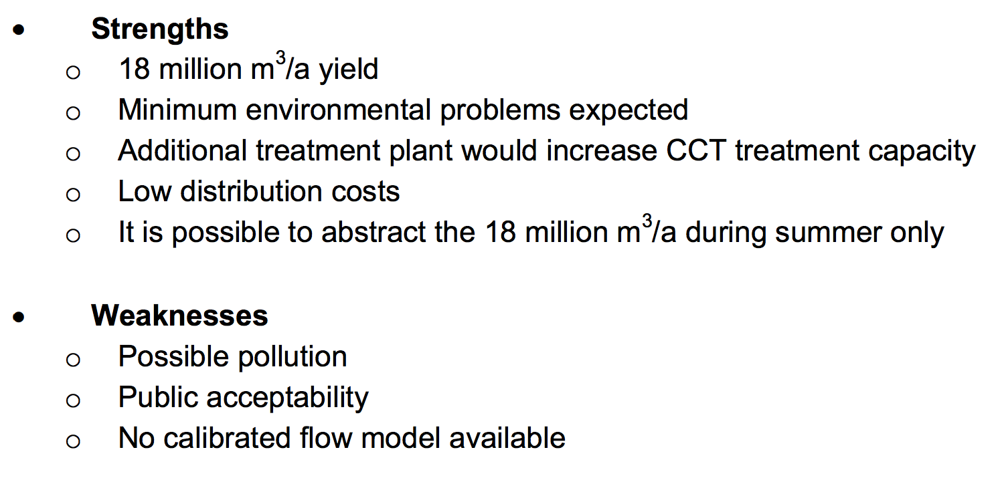 • Strengths
o 18 million m³/a yield
o Minimum environmental problems expected
o Additional treatment plant would increase CCT treatment capacity
o Low distribution costs
o It is possible to abstract the 18 million m³/a during summer only
• Weaknesses
o Possible pollution
o Public acceptability
o No calibrated flow model available